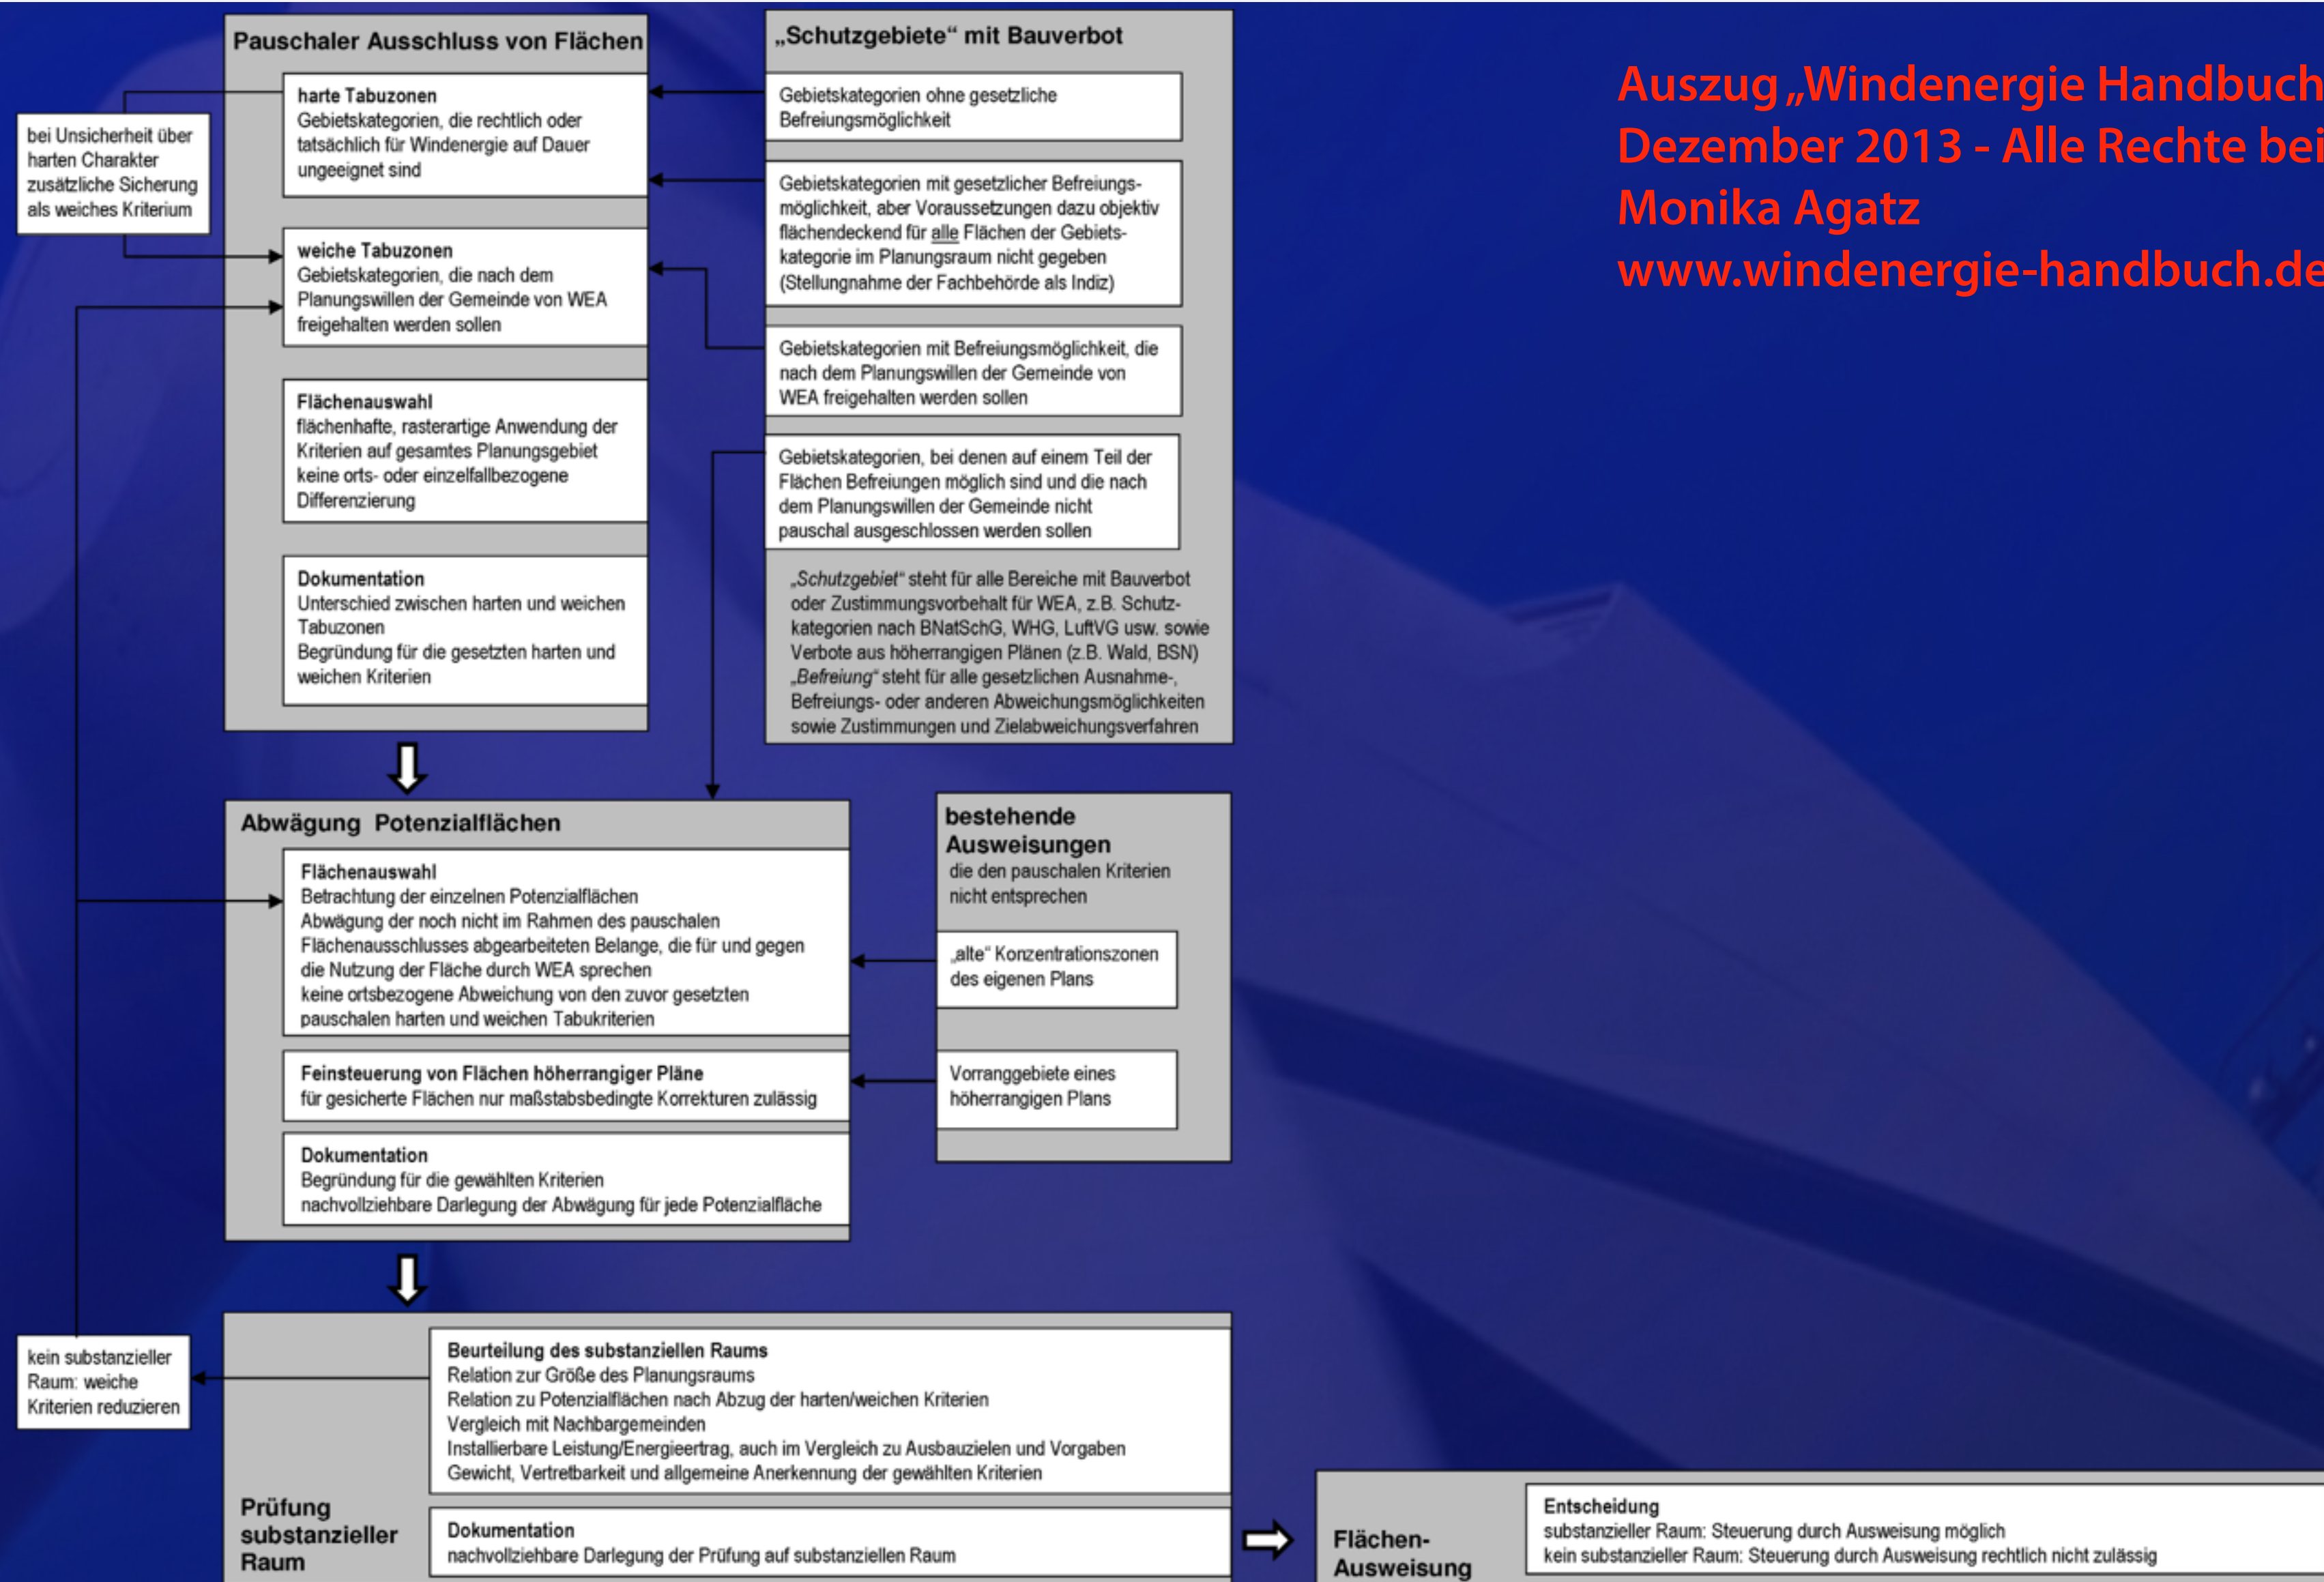 Pauschaler Ausschluss von Flächen
harte Tabuzonen
Gebietskategorien, die rechtlich oder
tatsächlich für Windenergie auf Dauer
ungeeignet sind
bei Unsicherheit über
harten Charakter
zusätzliche Sicherung
als weiches Kriterium
weiche Tabuzonen
Gebietskategorien, die nach dem
Planungswillen der Gemeinde von WEA
freigehalten werden sollen
Flächenauswahl
flächenhafte, rasterartige Anwendung der
Kriterien auf gesamtes Planungsgebiet
keine orts- oder einzelfallbezogene
Differenzierung
Dokumentation
Unterschied zwischen harten und weichen
Tabuzonen
Begründung für die gesetzten harten und
weichen Kriterien
„Schutzgebiete“ mit Bauverbot
Gebietskategorien ohne gesetzliche
Befreiungsmöglichkeit
Gebietskategorien mit gesetzlicher Befreiungs-
möglichkeit, aber Voraussetzungen dazu objektiv
flächendeckend für alle Flächen der Gebiets-
kategorie im Planungsraum nicht gegeben
(Stellungnahme der Fachbehörde als Indiz)
Gebietskategorien mit Befreiungsmöglichkeit, die
nach dem Planungswillen der Gemeinde von
WEA freigehalten werden sollen
Gebietskategorien, bei denen auf einem Teil der
Flächen Befreiungen möglich sind und die nach
dem Planungswillen der Gemeinde nicht
pauschal ausgeschlossen werden sollen
„Schutzgebiet“ steht für alle Bereiche mit Bauverbot
oder Zustimmungsvorbehalt für WEA, z.B. Schutz-
kategorien nach BNatSchG, WHG, LuftVG usw. sowie
Verbote aus höherrangigen Plänen (z.B. Wald, BSN)
„Befreiung“ steht für alle gesetzlichen Ausnahme-,
Befreiungs- oder anderen Abweichungsmöglichkeiten
sowie Zustimmungen und Zielabweichungsverfahren
Auszug „Windenergie Handbuch
Dezember 2013 - Alle Rechte bei
Monika Agatz
www.windenergie-handbuch.de
Abwägung Potenzialflächen
Flächenauswahl
Betrachtung der einzelnen Potenzialflächen
Abwägung der noch nicht im Rahmen des pauschalen
Flächenausschlusses abgearbeiteten Belange, die für und gegen
die Nutzung der Fläche durch WEA sprechen
keine ortsbezogene Abweichung von den zuvor gesetzten
pauschalen harten und weichen Tabukriterien
Feinsteuerung von Flächen höherrangiger Pläne
für gesicherte Flächen nur maßstabsbedingte Korrekturen zulässig
Dokumentation
Begründung für die gewählten Kriterien
nachvollziehbare Darlegung der Abwägung für jede Potenzialfläche
bestehende
Ausweisungen
die den pauschalen Kriterien
nicht entsprechen
„alte“ Konzentrationszonen
des eigenen Plans
Vorranggebiete eines
höherrangigen Plans
kein substanzieller
Raum: weiche
Kriterien reduzieren
Prüfung
substanzieller
Raum
Beurteilung des substanziellen Raums
Relation zur Größe des Planungsraums
Relation zu Potenzialflächen nach Abzug der harten/weichen Kriterien
Vergleich mit Nachbargemeinden
Installierbare Leistung/Energieertrag, auch im Vergleich zu Ausbauzielen und Vorgaben
Gewicht, Vertretbarkeit und allgemeine Anerkennung der gewählten Kriterien
Dokumentation
nachvollziehbare Darlegung der Prüfung auf substanziellen Raum
Flächen-
Ausweisung
Entscheidung
substanzieller Raum: Steuerung durch Ausweisung möglich
kein substanzieller Raum: Steuerung durch Ausweisung rechtlich nicht zulässig